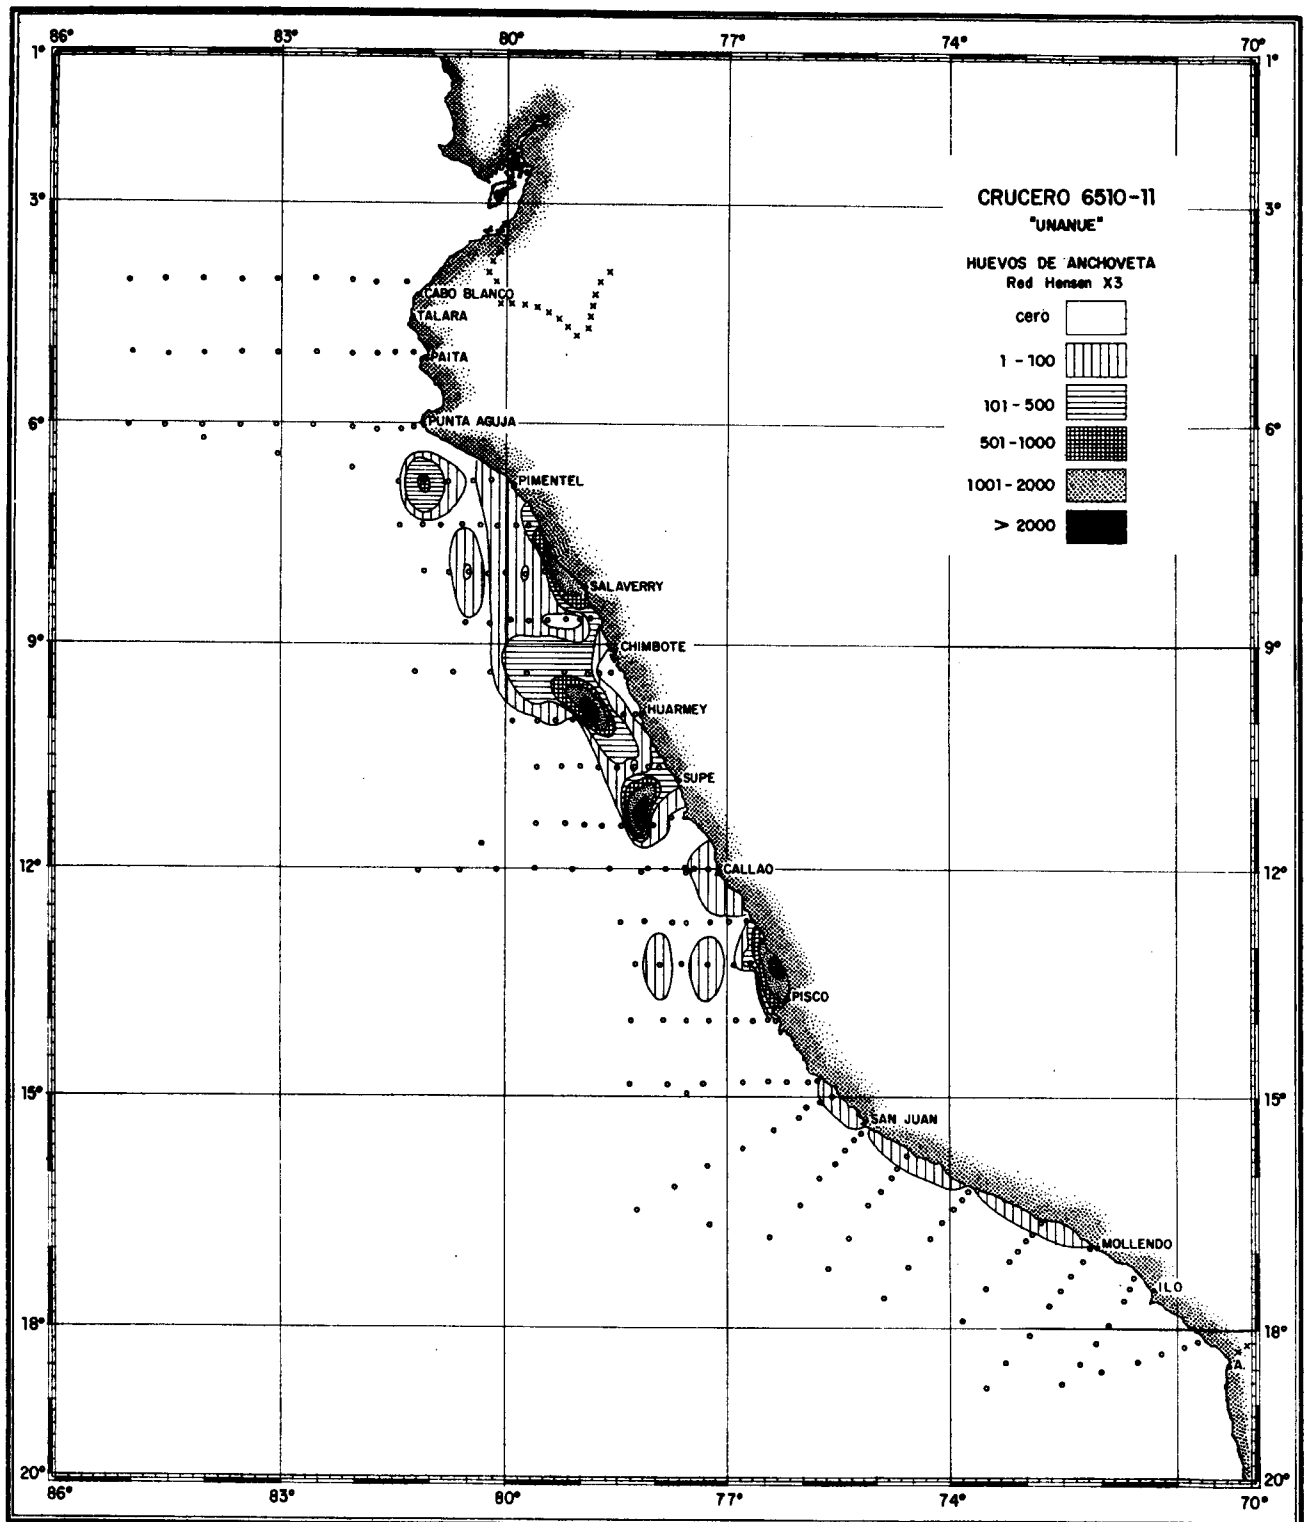 86° 83° 80° 77° 74° 70°
1° 1°
3° 3°
CRUCERO 6510-11
"UNANUE"
HUEVOS DE ANCHOVETA
Red Hensen X3
cero
1 - 100
101 - 500
501-1000
1001-2000
> 2000
CABO BLANCO
TALARA
PAITA
6° 6°
PUNTA AGUJA
PIMENTEL
SALAVERRY
9° 9°
CHIMBOTE
HUARMEY
SUPE
12° 12°
CALLAO
PISCO
15° 15°
SAN JUAN
MOLLENDO
ILO
18° 18°
A.
20° 20°
86° 83° 80° 77° 74° 70°